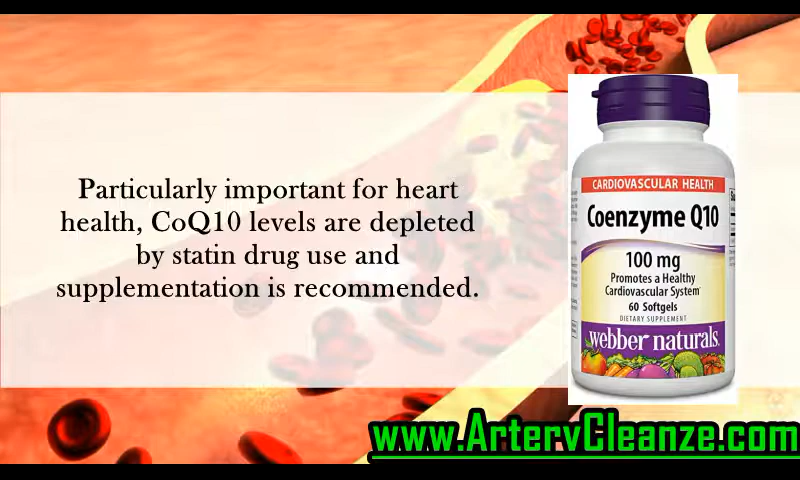 Particularly important for heart
health, CoQ10 levels are depleted
by statin drug use and
supplementation is recommended.
CARDIOVASCULAR HEALTH
Coenzyme Q10
100 mg
Promotes a Healthy
Cardiovascular System*
60 Softgels
DIETARY SUPPLEMENT
webber naturals.
www.ArteryCleanze.com